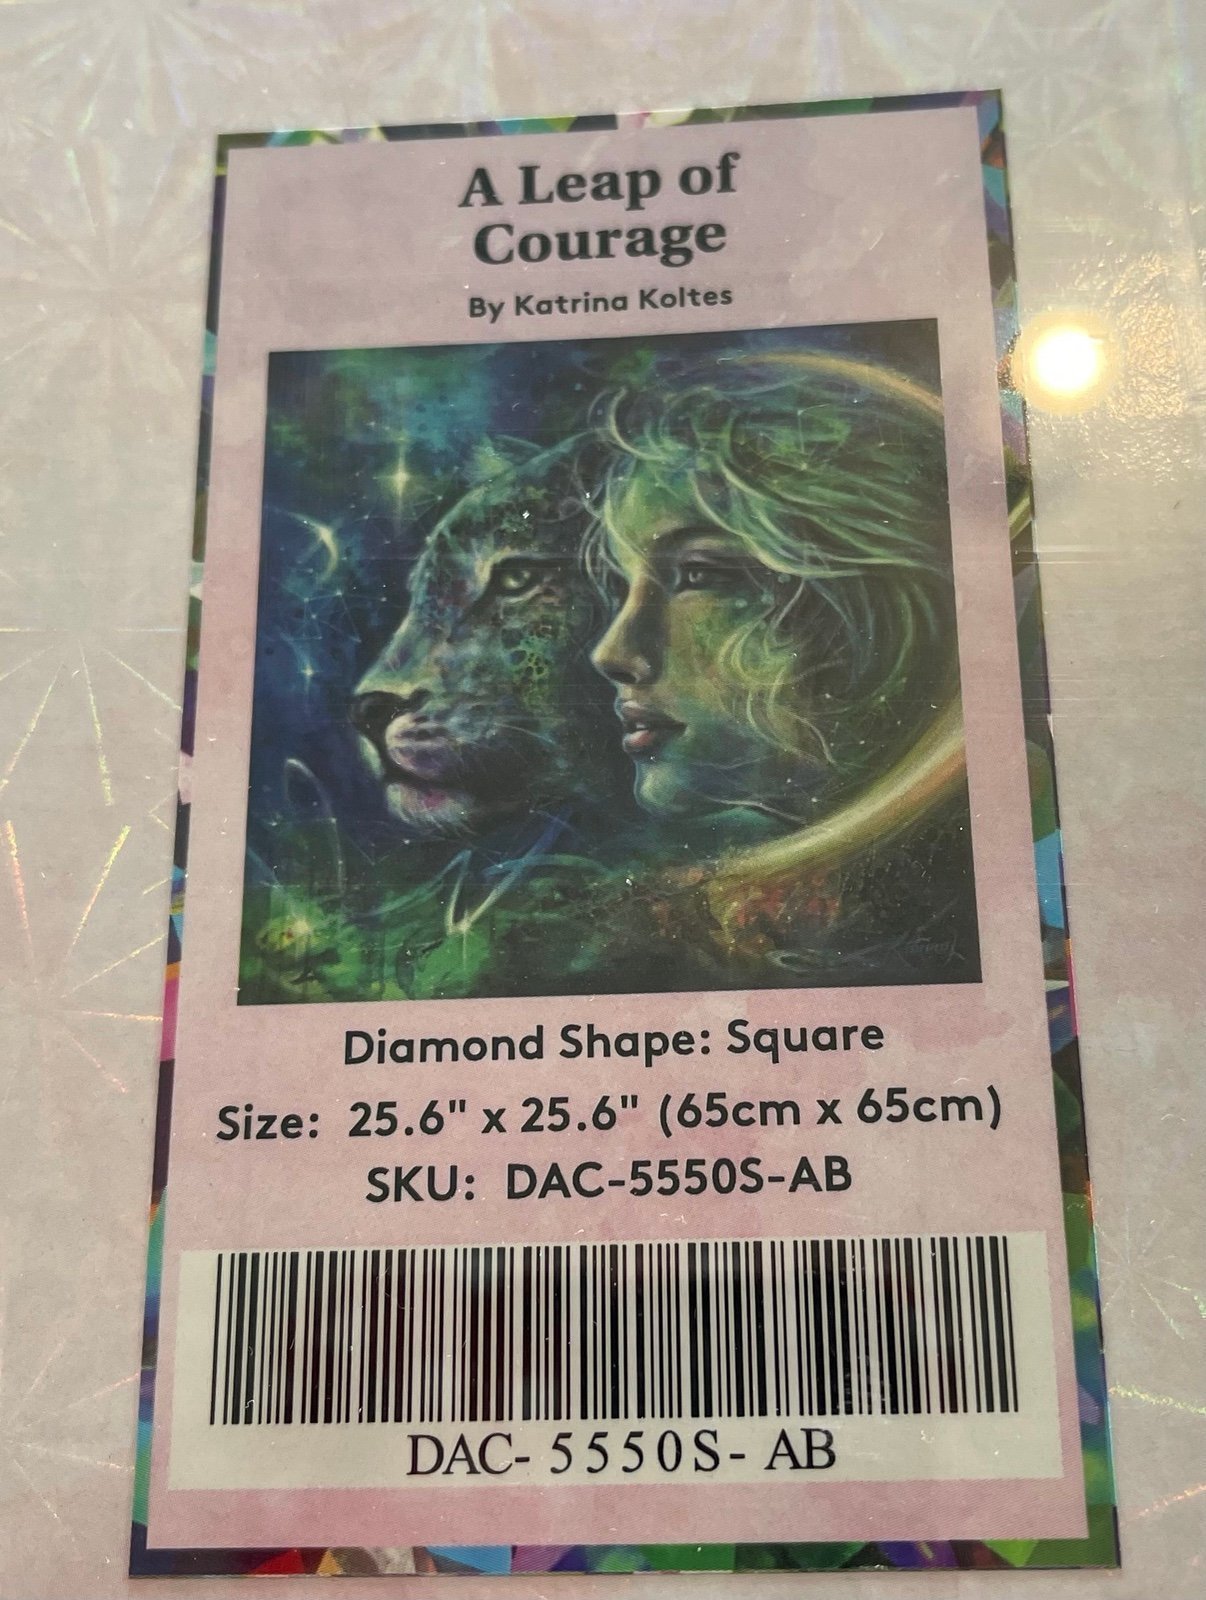 A Leap of
Courage
By Katrina Koltes
Diamond Shape: Square
Size: 25.6" x 25.6" (65cm x 65cm)
SKU: DAC-5550S-AB
DAC- 5550S- AB